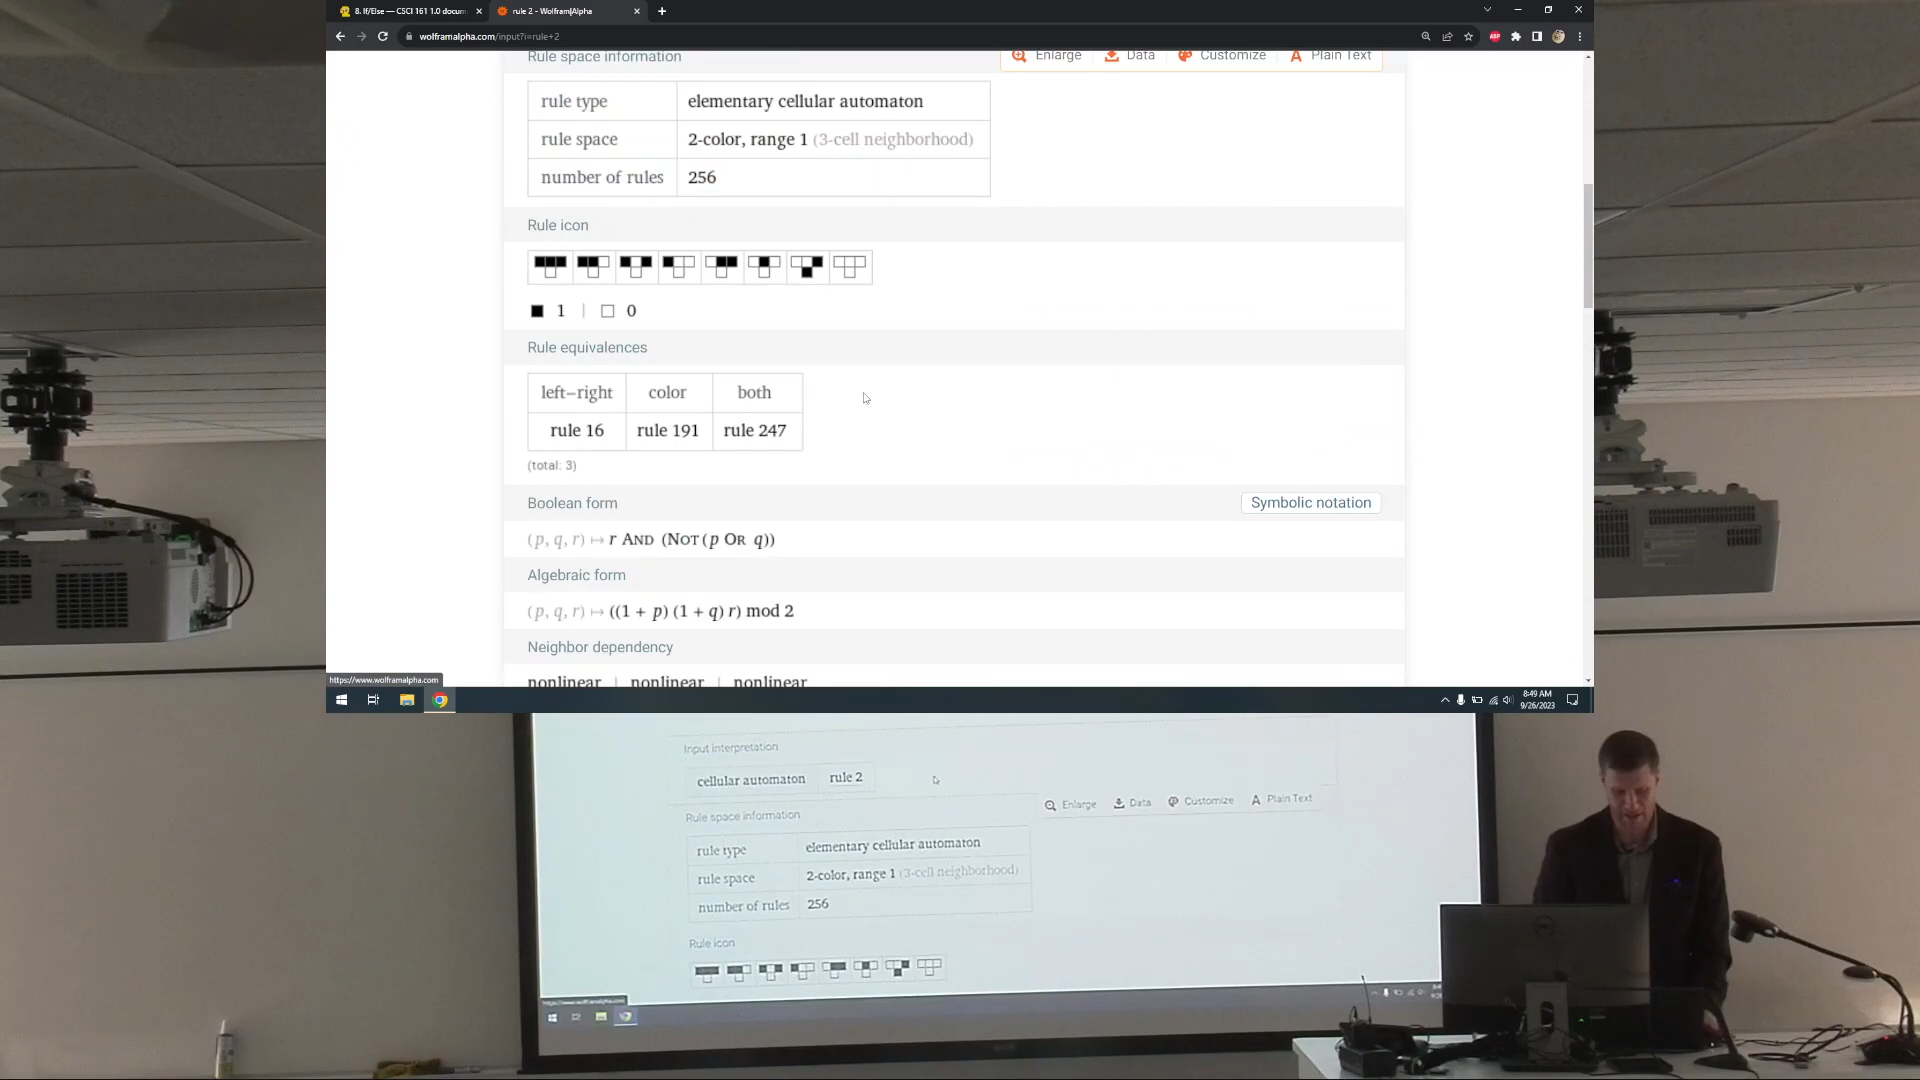 8. If/Else — CSCI 161 1.0 docum
rule 2 - Wolfram|Alpha
wolframalpha.com/input?i=rule+2
Rule space information
Enlarge Data Customize Plain Text
rule type elementary cellular automaton
rule space 2-color, range 1 (3-cell neighborhood)
number of rules 256
Rule icon
1 | 0
Rule equivalences
left–right color both
rule 16 rule 191 rule 247
(total: 3)
Boolean form
Symbolic notation
(p, q, r) ↦ r AND (NOT (p OR q))
Algebraic form
(p, q, r) ↦ ((1 + p) (1 + q) r) mod 2
Neighbor dependency
nonlinear | nonlinear | nonlinear
https://www.wolframalpha.com
8:49 AM
9/26/2023
Input interpretation
cellular automaton rule 2
Rule space information
Enlarge Data Customize A Plain Text
rule type elementary cellular automaton
rule space 2-color, range 1 (3-cell neighborhood)
number of rules 256
Rule icon
https://www.wolframalpha.com